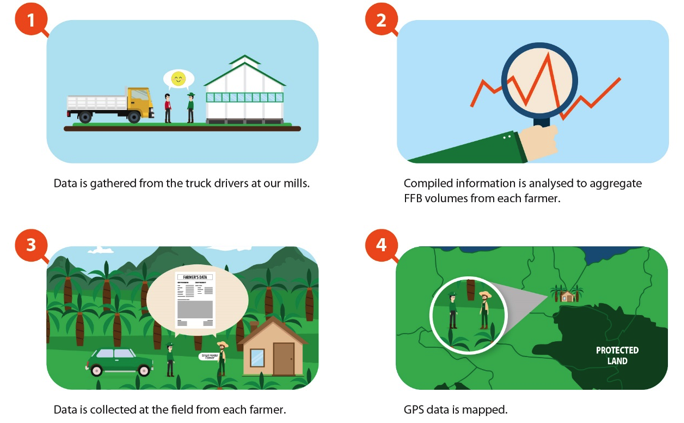 1
2
Data is gathered from the truck drivers at our mills.
Compiled information is analysed to aggregate
FFB volumes from each farmer.
3
4
FARMER'S DATA
PROTECTED
LAND
Data is collected at the field from each farmer.
GPS data is mapped.